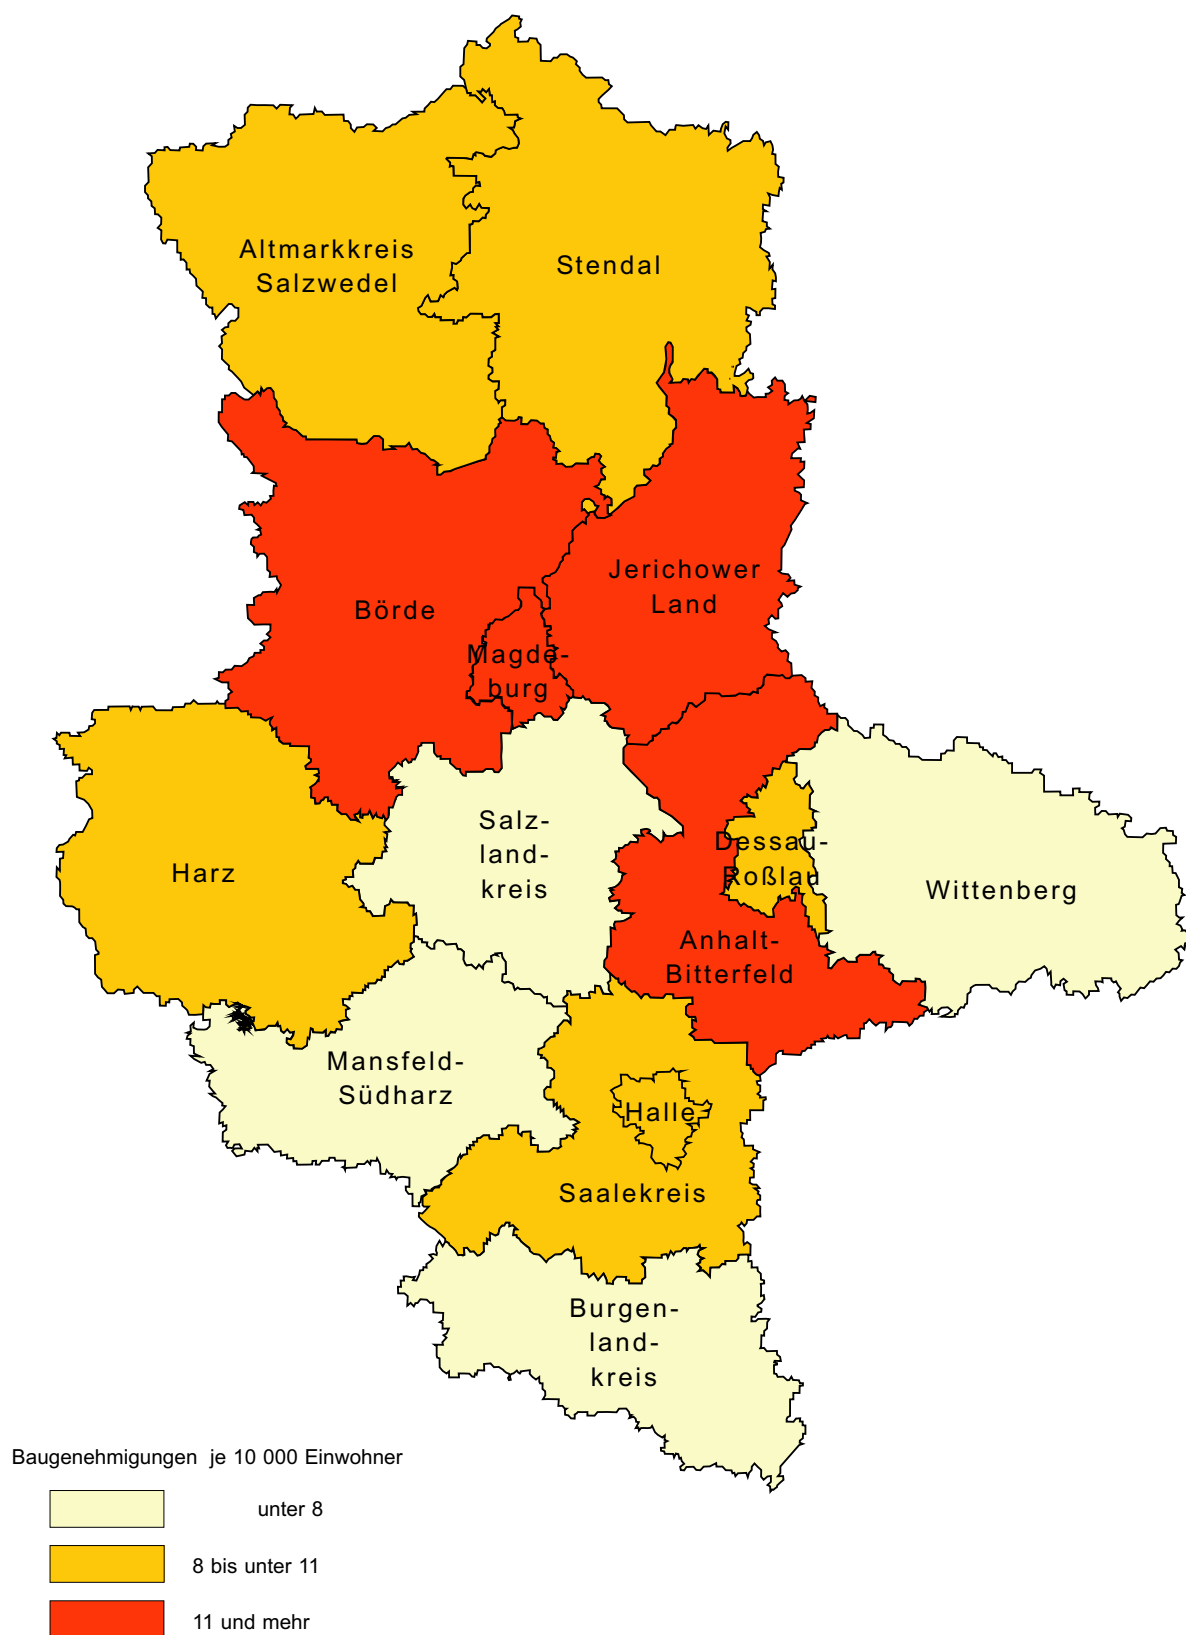 Altmarkkreis
Salzwedel
Stendal
Jerichower
Land
Börde
Magde-
burg
Salz-
land-
kreis
Dessau-
Roßlau
Harz
Wittenberg
Anhalt-
Bitterfeld
Mansfeld-
Südharz
Halle
Saalekreis
Burgen-
land-
kreis
Baugenehmigungen je 10 000 Einwohner
unter 8
8 bis unter 11
11 und mehr